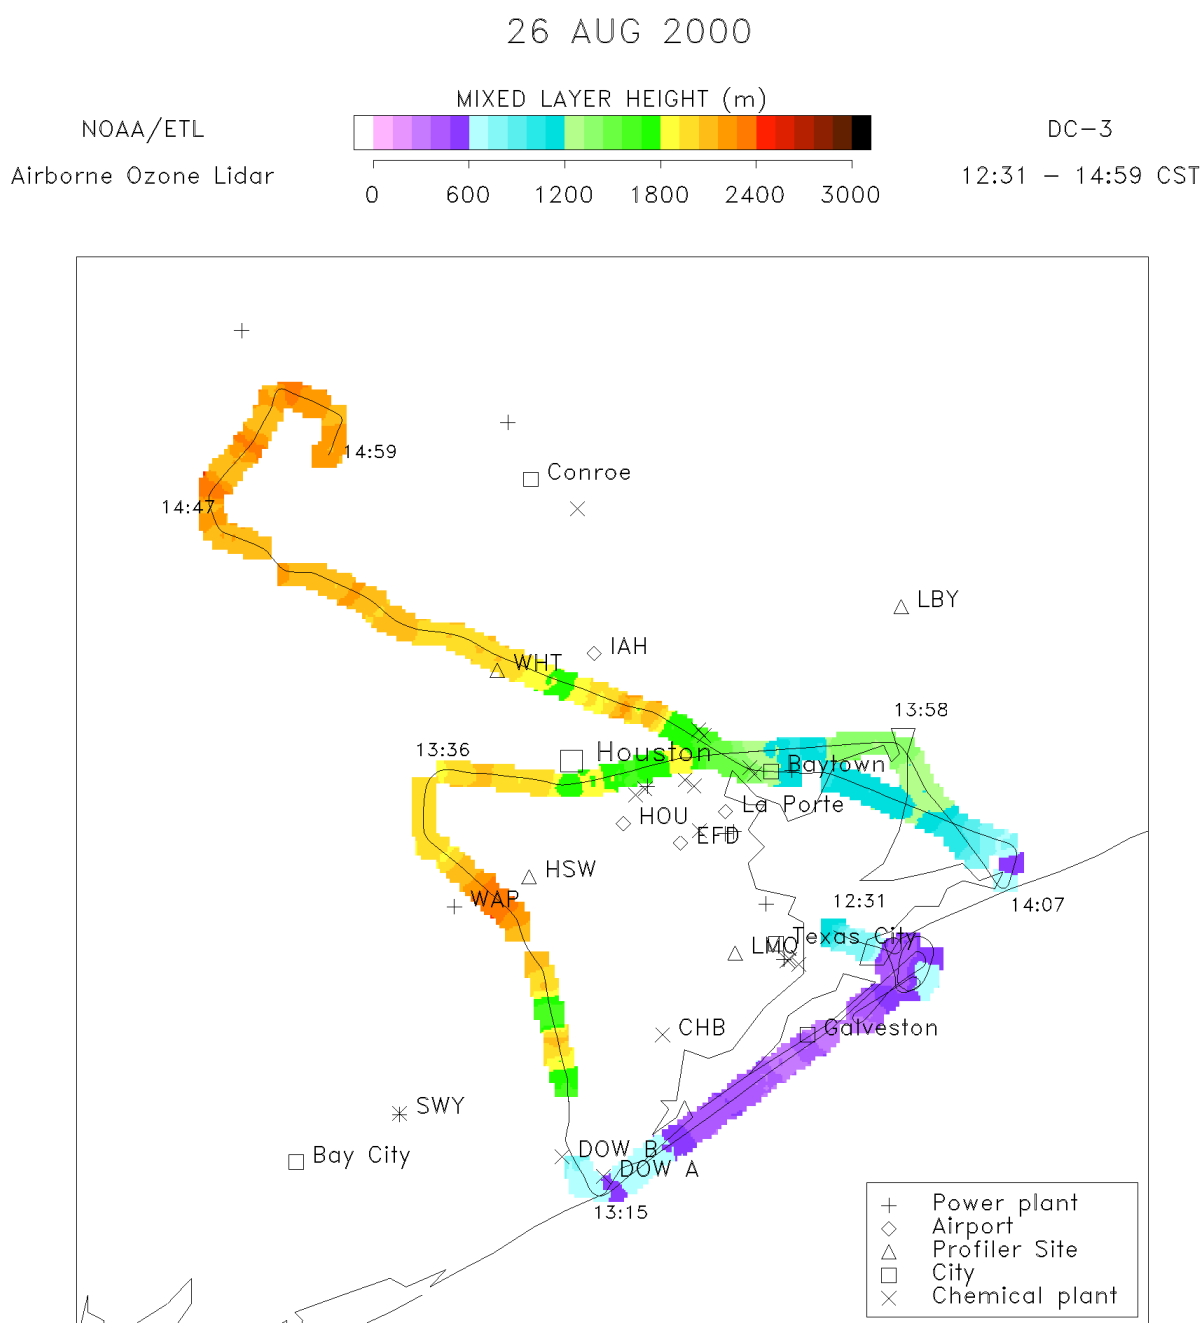 26 AUG 2000
MIXED LAYER HEIGHT (m)
NOAA/ETL
DC-3
Airborne Ozone Lidar
12:31 - 14:59 CST
0 600 1200 1800 2400 3000
14:59
Conroe
14:47
LBY
IAH
WHT
13:58
13:36
Houston
Baytown
La Porte
HOU
EFD
HSW
WAP
12:31
14:07
Texas City
LMQ
CHB
Galveston
SWY
DOW B
Bay City
DOW A
13:15
Power plant
Airport
Profiler Site
City
Chemical plant